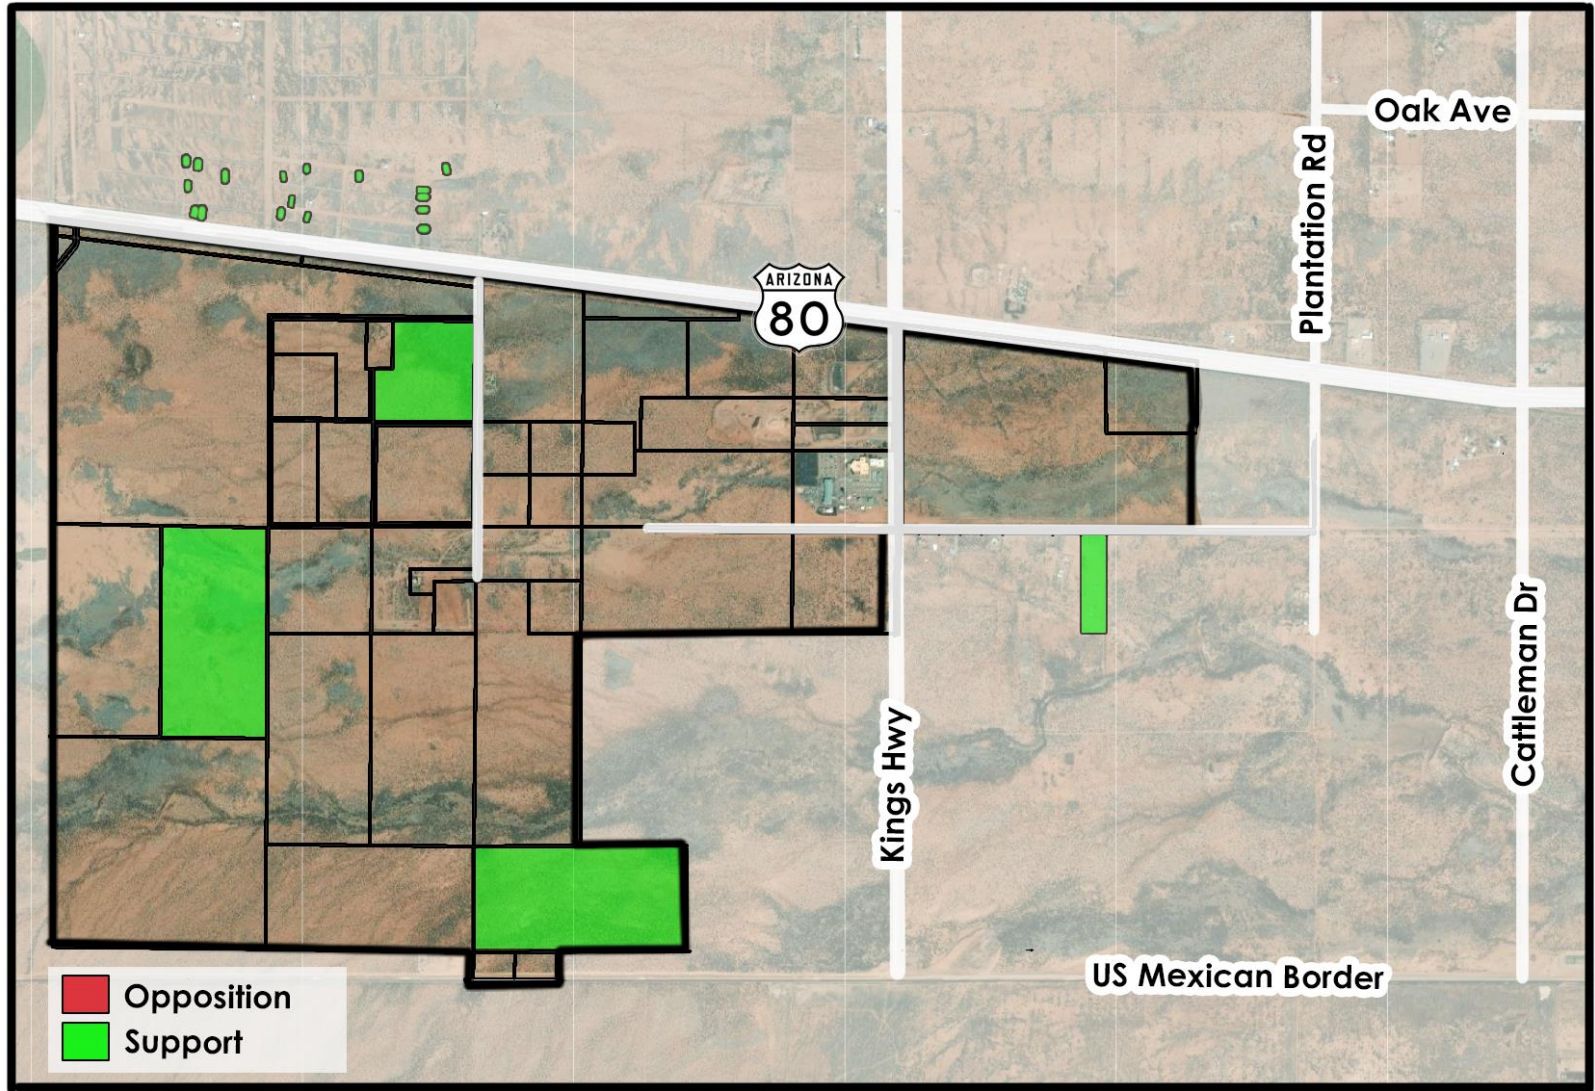 Oak Ave
Plantation Rd
ARIZONA
80
Cattleman Dr
Kings Hwy
US Mexican Border
Opposition
Support